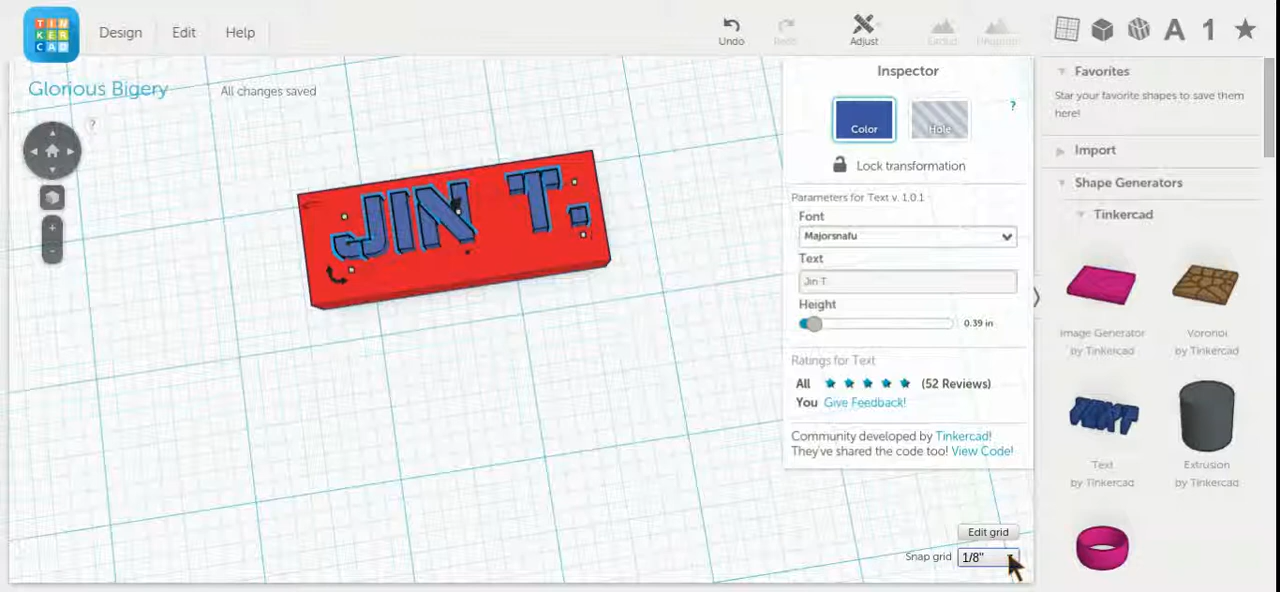 TIN
KER
CAD
Design Edit Help
Undo Redo Adjust Group Ungroup
A 1
Glorious Bigery All changes saved
?
JIN T.
Inspector
?
Color Hole
Lock transformation
Parameters for Text v. 1.0.1
Font
Majorsnafu
Text
Jin T.
Height
0.39 in
Ratings for Text
All (52 Reviews)
You Give Feedback!
Community developed by Tinkercad!
They've shared the code too! View Code!
Edit grid
Snap grid 1/8"
Favorites
Star your favorite shapes to save them
here!
Import
Shape Generators
Tinkercad
Image Generator
by Tinkercad
Voronoi
by Tinkercad
Text
by Tinkercad
Extrusion
by Tinkercad